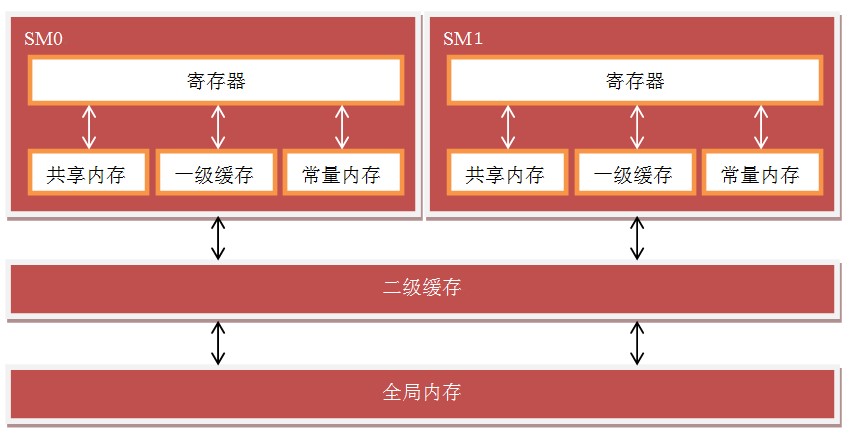 SM0
寄存器
共享内存
一级缓存
常量内存
SM1
寄存器
共享内存
一级缓存
常量内存
二级缓存
全局内存